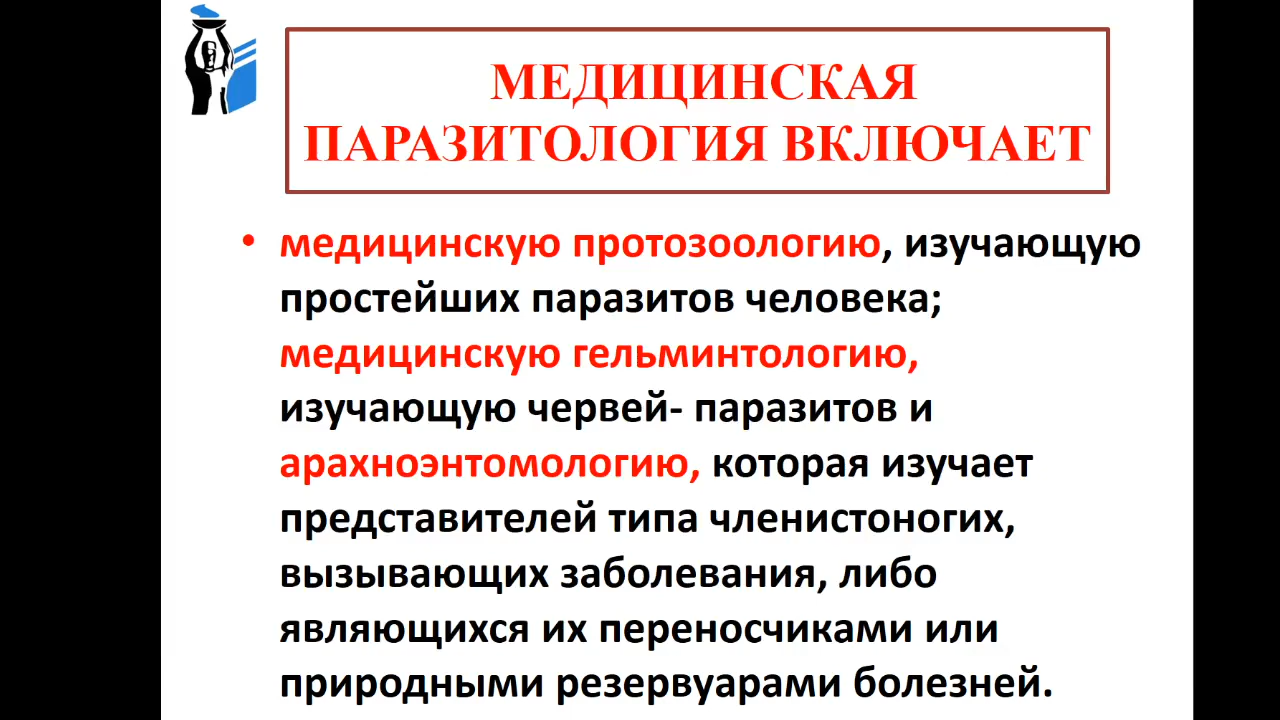 МЕДИЦИНСКАЯ
ПАРАЗИТОЛОГИЯ ВКЛЮЧАЕТ
• медицинскую протозоологию, изучающую
простейших паразитов человека;
медицинскую гельминтологию,
изучающую червей- паразитов и
арахноэнтомологию, которая изучает
представителей типа членистоногих,
вызывающих заболевания, либо
являющихся их переносчиками или
природными резервуарами болезней.